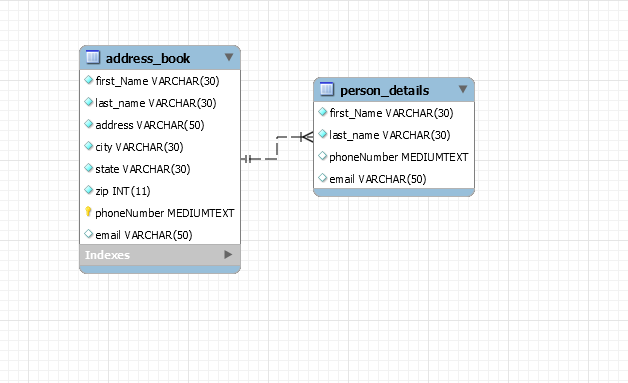 address_book
first_Name VARCHAR(30)
last_name VARCHAR(30)
address VARCHAR(50)
city VARCHAR(30)
state VARCHAR(30)
zip INT(11)
phoneNumber MEDIUMTEXT
email VARCHAR(50)
Indexes
person_details
first_Name VARCHAR(30)
last_name VARCHAR(30)
phoneNumber MEDIUMTEXT
email VARCHAR(50)